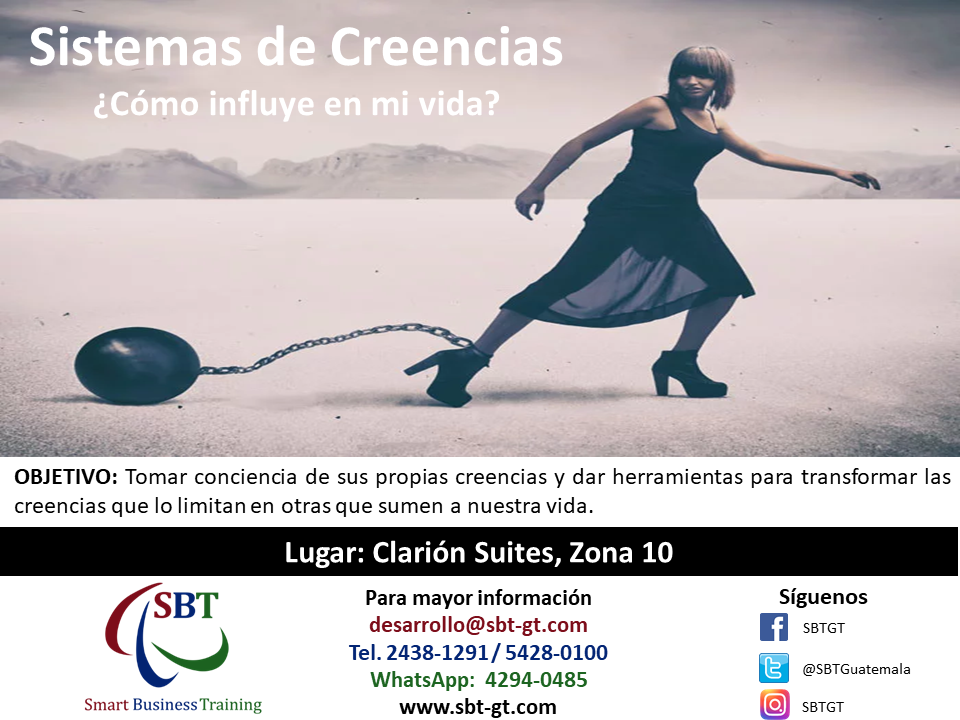 Sistemas de Creencias
¿Cómo influye en mi vida?
OBJETIVO: Tomar conciencia de sus propias creencias y dar herramientas para transformar las
creencias que lo limitan en otras que sumen a nuestra vida.
Lugar: Clarión Suites, Zona 10
SBT
Smart Business Training
Para mayor información
desarrollo@sbt-gt.com
Tel. 2438-1291/ 5428-0100
WhatsApp: 4294-0485
www.sbt-gt.com
Síguenos
SBTGT
@SBTGuatemala
SBTGT